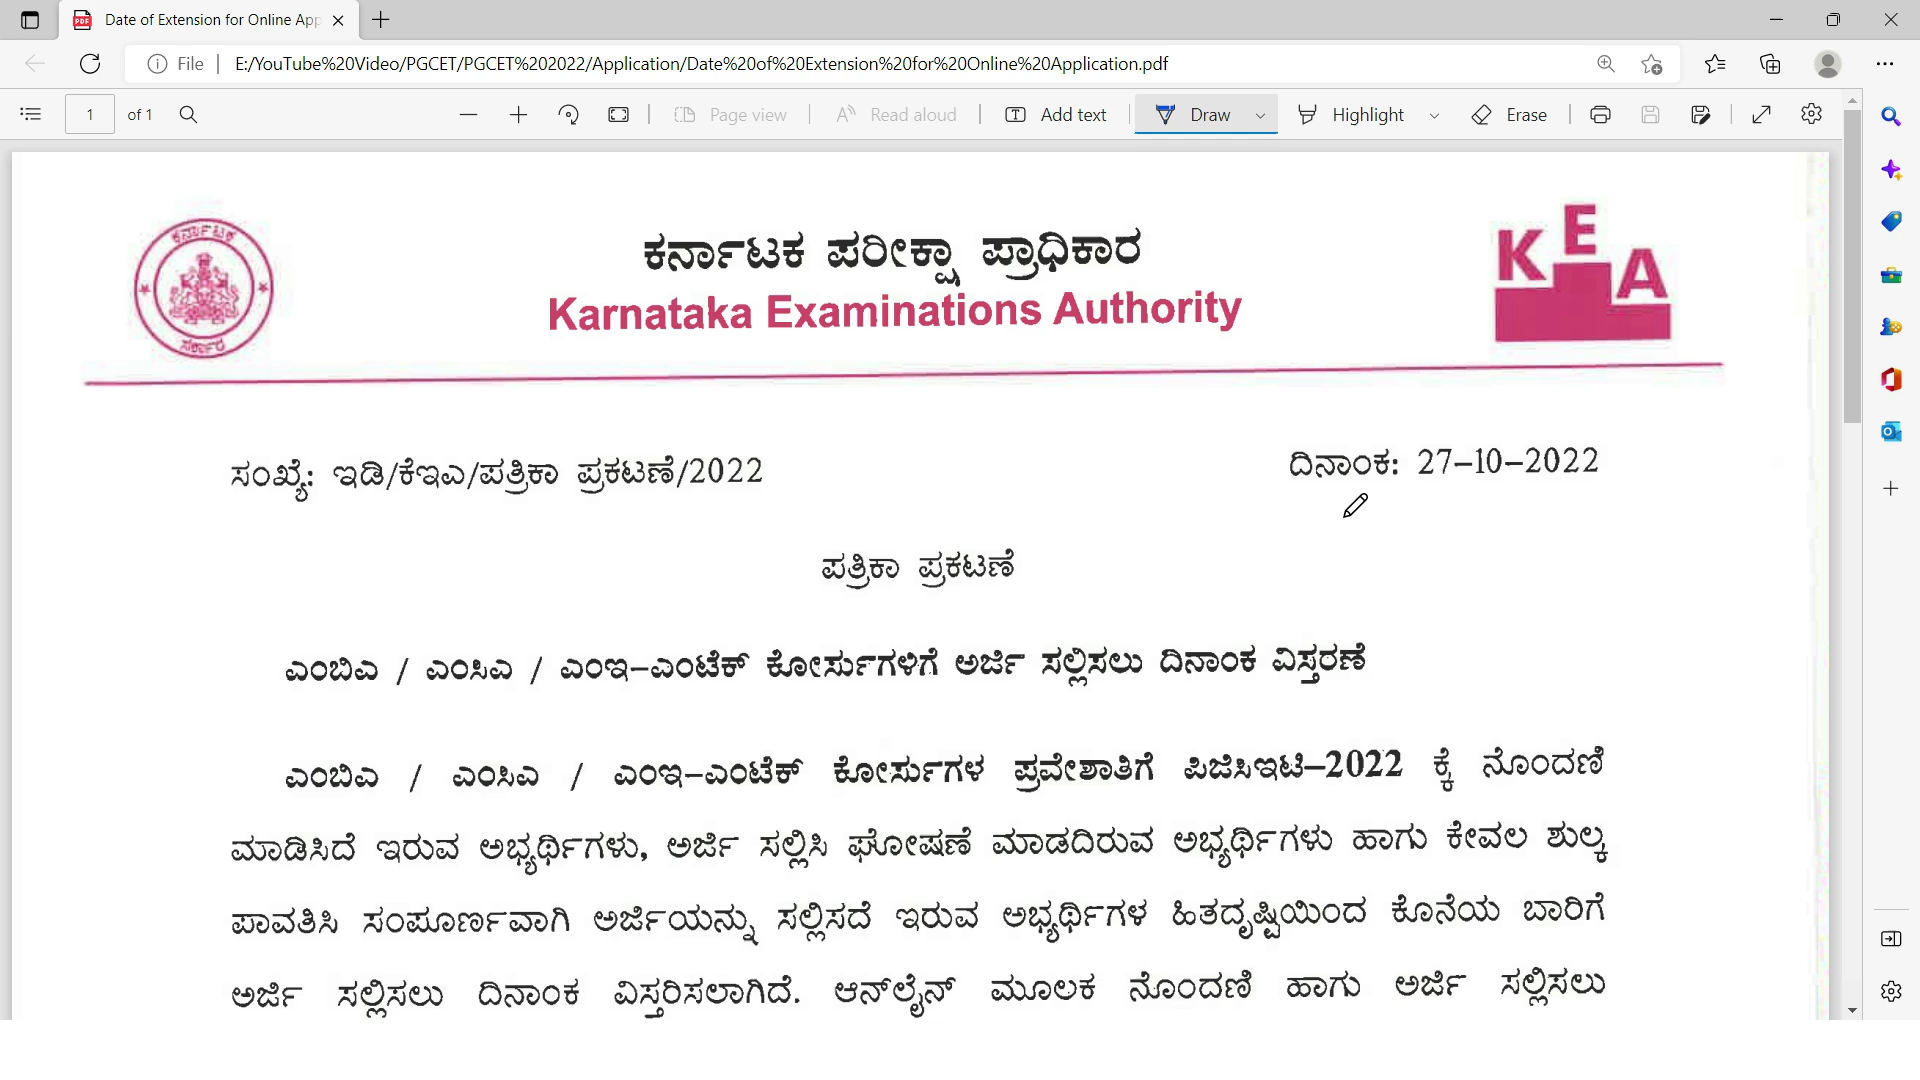 Date of Extension for Online App
File
E:/YouTube%20Video/PGCET/PGCET%202022/Application/Date%20of%20Extension%20for%20Online%20Application.pdf
1 of 1
Page view
Read aloud
Add text
Draw
Highlight
Erase
ಕರ್ನಾಟಕ
ಸರ್ಕಾರ
ಕರ್ನಾಟಕ ಪರೀಕ್ಷಾ ಪ್ರಾಧಿಕಾರ
Karnataka Examinations Authority
KEA
ಸಂಖ್ಯೆ: ಇಡಿ/ಕೆಇಎ/ಪತ್ರಿಕಾ ಪ್ರಕಟಣೆ/2022
ದಿನಾಂಕ: 27-10-2022
ಪತ್ರಿಕಾ ಪ್ರಕಟಣೆ
ಎಂಬಿಎ / ಎಂಸಿಎ / ಎಂಇ-ಎಂಟೆಕ್ ಕೋರ್ಸುಗಳಿಗೆ ಅರ್ಜಿ ಸಲ್ಲಿಸಲು ದಿನಾಂಕ ವಿಸ್ತರಣೆ
ಎಂಬಿಎ / ಎಂಸಿಎ / ಎಂಇ-ಎಂಟೆಕ್ ಕೋರ್ಸುಗಳ ಪ್ರವೇಶಾತಿಗೆ ಪಿಜಿಸಿಇಟಿ-2022 ಕ್ಕೆ ನೊಂದಣಿ
ಮಾಡಿಸಿದೆ ಇರುವ ಅಭ್ಯರ್ಥಿಗಳು, ಅರ್ಜಿ ಸಲ್ಲಿಸಿ ಘೋಷಣೆ ಮಾಡದಿರುವ ಅಭ್ಯರ್ಥಿಗಳು ಹಾಗು ಕೇವಲ ಶುಲ್ಕ
ಪಾವತಿಸಿ ಸಂಪೂರ್ಣವಾಗಿ ಅರ್ಜಿಯನ್ನು ಸಲ್ಲಿಸದೆ ಇರುವ ಅಭ್ಯರ್ಥಿಗಳ ಹಿತದೃಷ್ಟಿಯಿಂದ ಕೊನೆಯ ಬಾರಿಗೆ
ಅರ್ಜಿ ಸಲ್ಲಿಸಲು ದಿನಾಂಕ ವಿಸ್ತರಿಸಲಾಗಿದೆ. ಆನ್‌ಲೈನ್ ಮೂಲಕ ನೊಂದಣಿ ಹಾಗು ಅರ್ಜಿ ಸಲ್ಲಿಸಲು